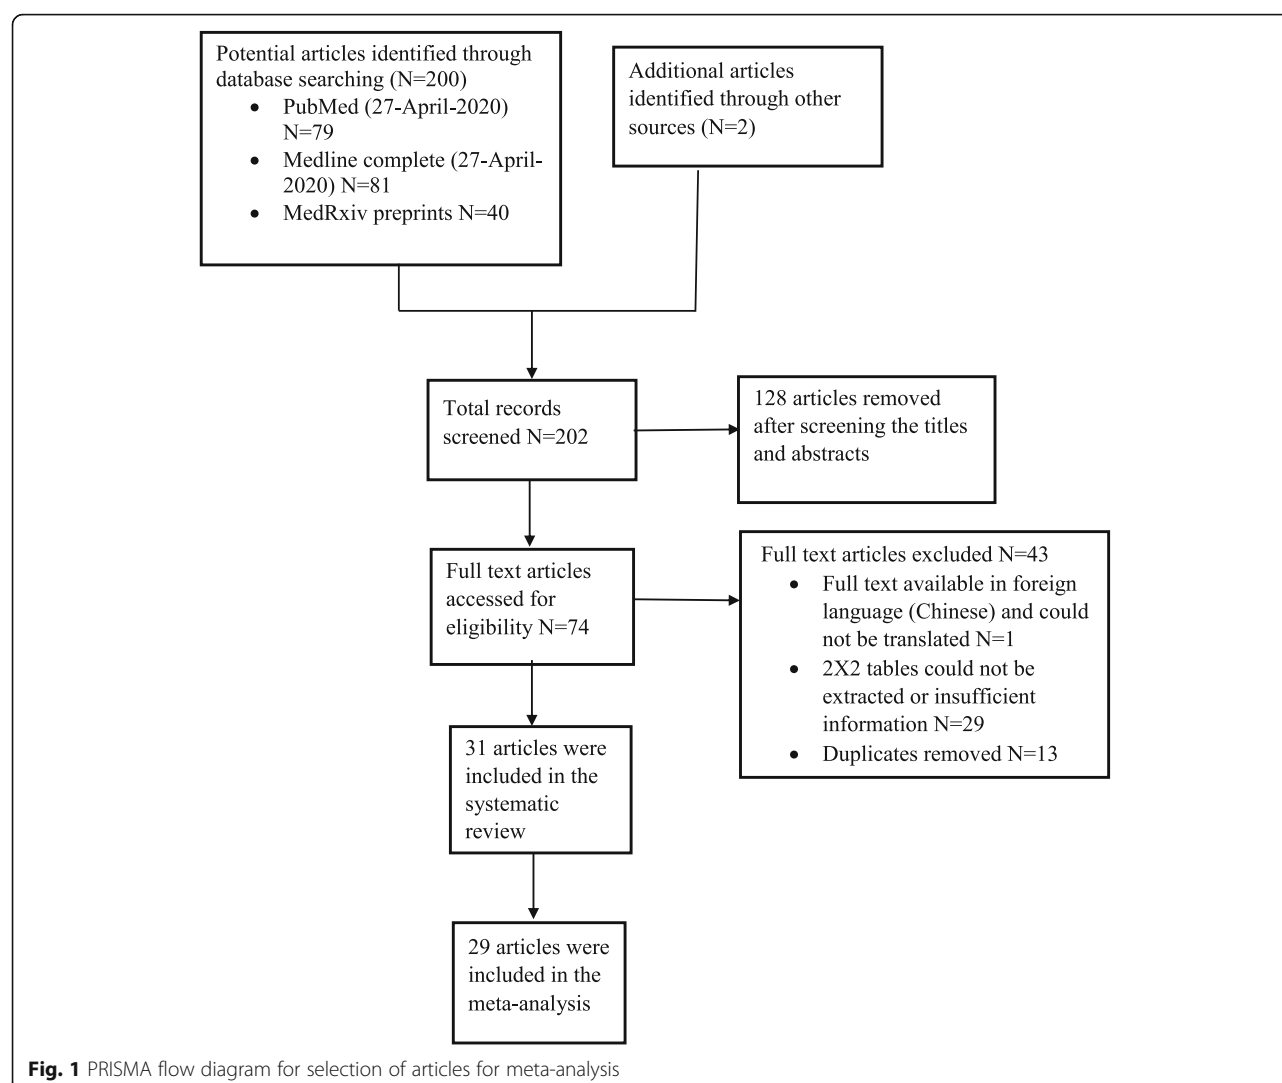 Potential articles identified through
database searching (N=200)
• PubMed (27-April-2020)
N=79
• Medline complete (27-April-
2020) N=81
• MedRxiv preprints N=40
Additional articles
identified through other
sources (N=2)
Total records
screened N=202
128 articles removed
after screening the titles
and abstracts
Full text articles
accessed for
eligibility N=74
Full text articles excluded N=43
• Full text available in foreign
language (Chinese) and could
not be translated N=1
• 2X2 tables could not be
extracted or insufficient
information N=29
• Duplicates removed N=13
31 articles were
included in the
systematic
review
29 articles were
included in the
meta-analysis
Fig. 1 PRISMA flow diagram for selection of articles for meta-analysis